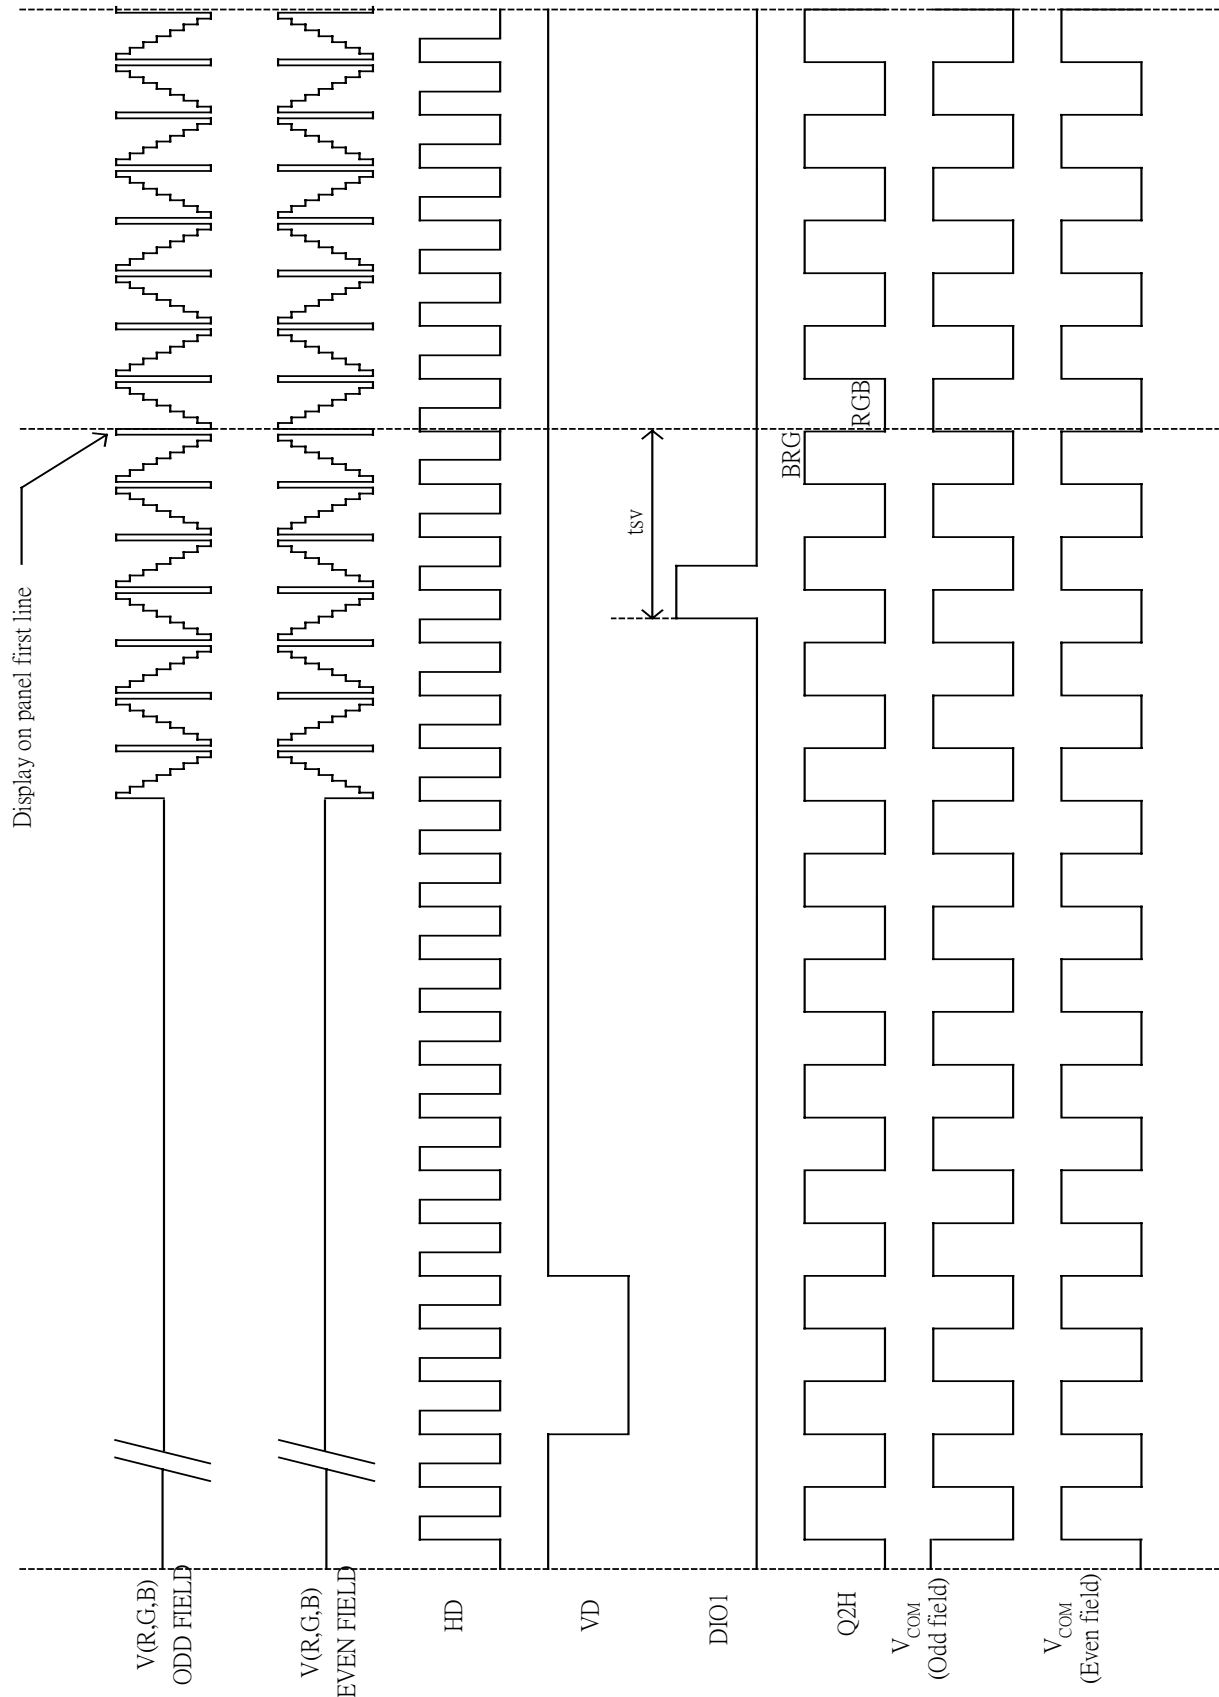 Display on panel first line
tsv
BRG
RGB
V(R,G,B)
ODD FIELD
V(R,G,B)
EVEN FIELD
HD
VD
DIO1
Q2H
VCOM
(Odd field)
VCOM
(Even field)